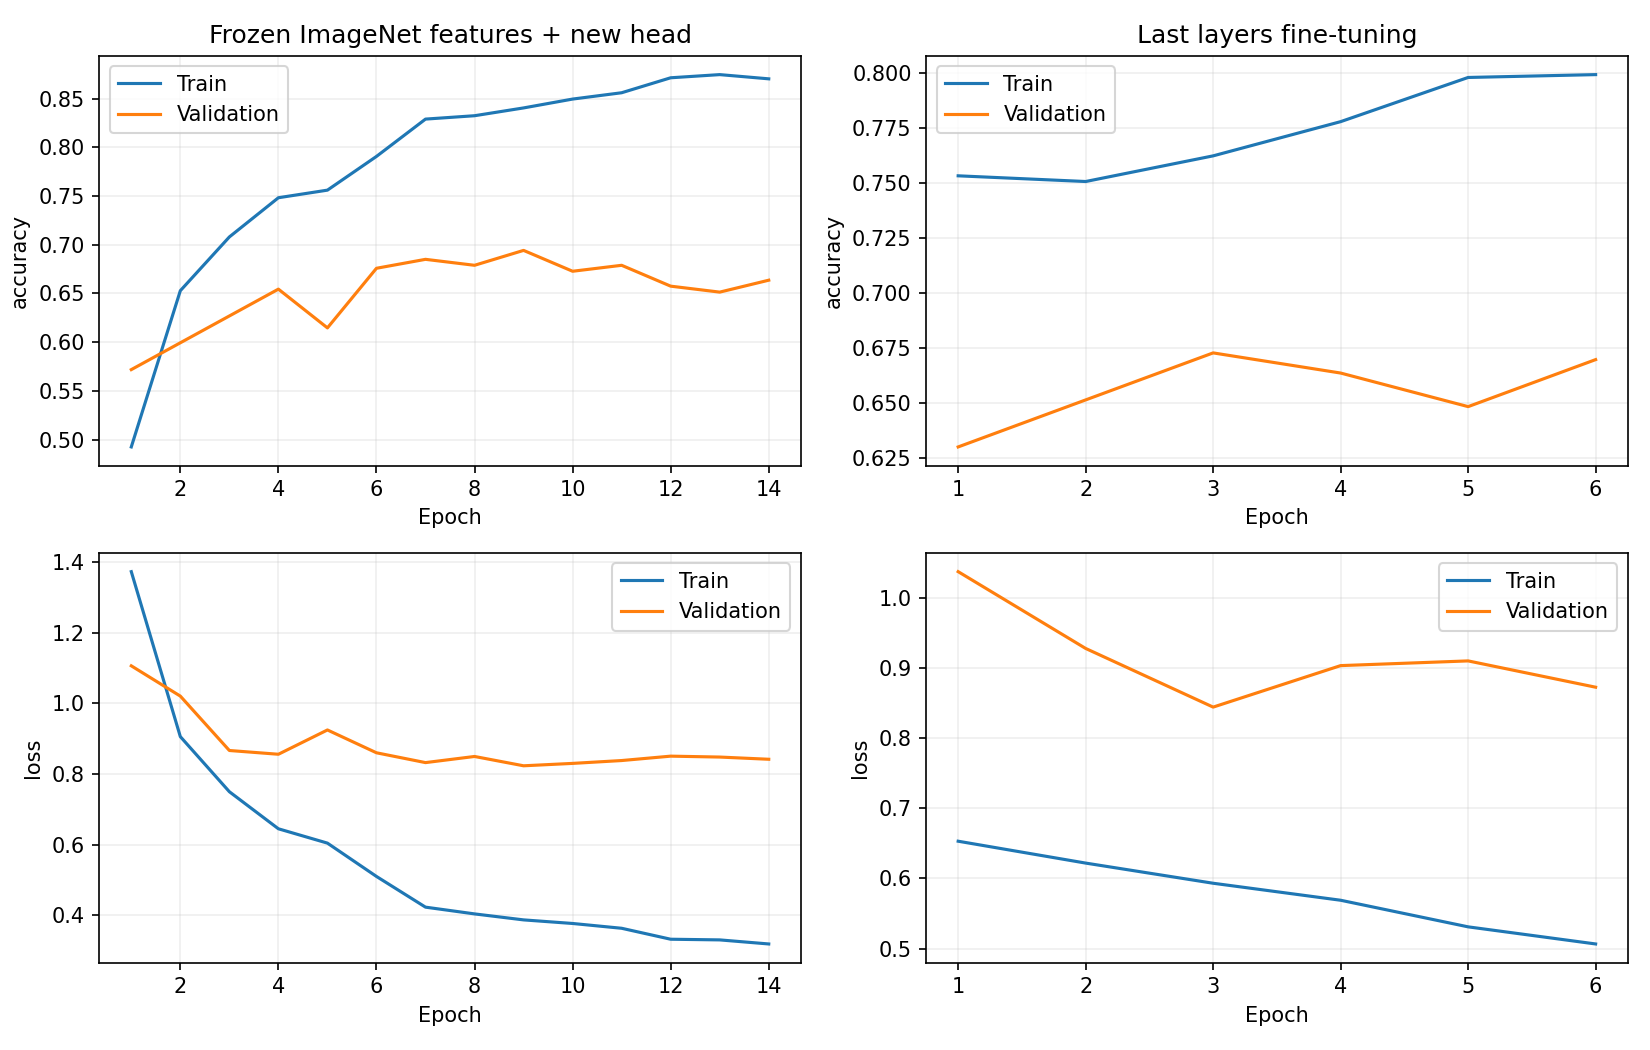 Frozen ImageNet features + new head
Train
Validation
accuracy
0.85
0.80
0.75
0.70
0.65
0.60
0.55
0.50
2 4 6 8 10 12 14
Epoch
Last layers fine-tuning
Train
Validation
accuracy
0.800
0.775
0.750
0.725
0.700
0.675
0.650
0.625
1 2 3 4 5 6
Epoch
Train
Validation
loss
1.4
1.2
1.0
0.8
0.6
0.4
2 4 6 8 10 12 14
Epoch
Train
Validation
loss
1.0
0.9
0.8
0.7
0.6
0.5
1 2 3 4 5 6
Epoch